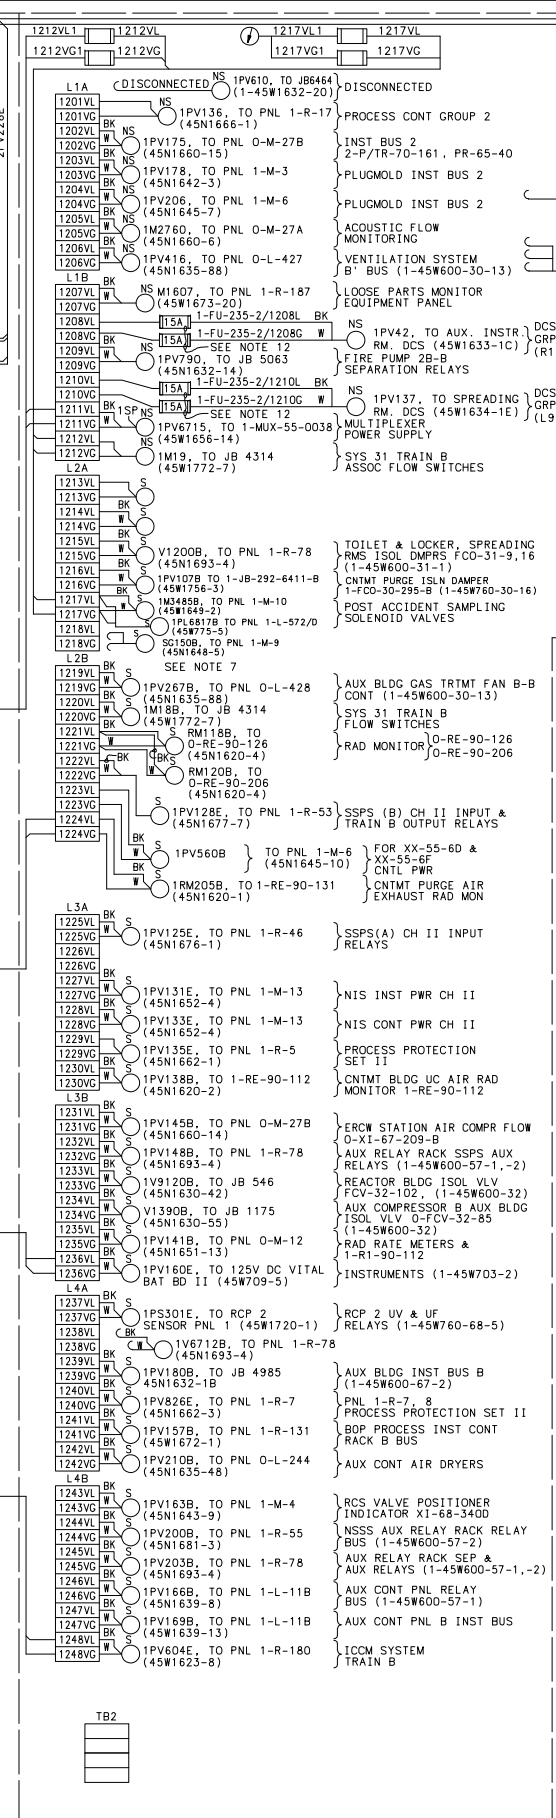 1212VL1 1212VL 1217VL1 1217VL
1212VG1 1212VG 1217VG1 1217VG
L1A (DISCONNECTED NS 1PV610, TO JB6464 DISCONNECTED
(1-45W1632-20)
1201VL NS
1201VG 1PV136, TO PNL 1-R-17 PROCESS CONT GROUP 2
(45N1666-1)
1202VL BK NS
1202VG W 1PV175, TO PNL 0-M-27B INST BUS 2
(45N1660-15) 2-P/TR-70-161, PR-65-40
1203VL BK NS
1203VG W 1PV178, TO PNL 1-M-3 PLUGMOLD INST BUS 2
(45N1642-3)
1204VL BK NS
1204VG W 1PV206, TO PNL 1-M-6 PLUGMOLD INST BUS 2
(45N1645-7)
1205VL BK NS
1205VG W 1M2760, TO PNL 0-M-27A ACOUSTIC FLOW
(45N1660-6) MONITORING
1206VL BK NS
1206VG W 1PV416, TO PNL 0-L-427 VENTILATION SYSTEM
(45N1635-88) B' BUS (1-45W600-30-13)
L1B
1207VL BK NS
1207VG W M1607, TO PNL 1-R-187 LOOSE PARTS MONITOR
(45W1673-20) EQUIPMENT PANEL
1208VL 15A 1-FU-235-2/1208L BK
1208VG 15A 1-FU-235-2/1208G W NS 1PV42, TO AUX. INSTR. DCS
SEE NOTE 12 RM. DCS (45W1633-1C) GRP
(R1
1209VL BK NS
1209VG W 1PV790, TO JB 5063 FIRE PUMP 2B-B
(45N1632-14) SEPARATION RELAYS
1210VL 15A 1-FU-235-2/1210L BK
1210VG 15A 1-FU-235-2/1210G W NS 1PV137, TO SPREADING DCS
SEE NOTE 12 RM. DCS (45W1634-1E) GRP
(L9
1211VL BK 1SP NS
1211VG W 1PV6715, TO 1-MUX-55-0038 MULTIPLEXER
(45W1656-14) POWER SUPPLY
1212VL NS
1212VG 1M19, TO JB 4314 SYS 31 TRAIN B
(45W1772-7) ASSOC FLOW SWITCHES
L2A
1213VL S
1213VG
1214VL BK S
1214VG W
1215VL BK S
1215VG W V1200B, TO PNL 1-R-78 TOILET & LOCKER, SPREADING
(45N1693-4) RMS ISOL DMPRS FCO-31-9,16
(1-45W600-31-1)
1216VL BK S
1216VG W 1PV107B TO 1-JB-292-6411-B CNTMT PURGE ISLN DAMPER
(45W1756-3) 1-FCO-30-295-B (1-45W760-30-16)
1217VL BK S
1217VG W 1M3485B, TO PNL 1-M-10 POST ACCIDENT SAMPLING
(45W1649-2) SOLENOID VALVES
S 1PL6817B TO PNL 1-L-572/D
(45W775-5)
1218VL S
1218VG SG150B, TO PNL 1-M-9
(45N1648-5)
SEE NOTE 7
L2B
1219VL BK S
1219VG W 1PV267B, TO PNL 0-L-428 AUX BLDG GAS TRTMT FAN B-B
(45N1635-88) CONT (1-45W600-30-13)
1220VL BK S
1220VG W 1M18B, TO JB 4314 SYS 31 TRAIN B
(45W1772-7) FLOW SWITCHES
1221VL S RM118B, TO
1221VG W 0-RE-90-126 RAD MONITOR 0-RE-90-126
(45N1620-4) 0-RE-90-206
1222VL BK BK S RM120B, TO
1222VG W W 0-RE-90-206
(45N1620-4)
1223VL S
1223VG 1PV128E, TO PNL 1-R-53 SSPS (B) CH II INPUT &
(45N1677-7) TRAIN B OUTPUT RELAYS
1224VL BK S
1224VG W 1PV560B TO PNL 1-M-6 FOR XX-55-6D &
(45N1645-10) XX-55-6F
CNTL PWR
BK S
W 1RM205B, TO 1-RE-90-131 CNTMT PURGE AIR
(45N1620-1) EXHAUST RAD MON
L3A
1225VL BK S
1225VG W 1PV125E, TO PNL 1-R-46 SSPS(A) CH II INPUT
(45N1676-1) RELAYS
1226VL
1226VG
1227VL BK S
1227VG W 1PV131E, TO PNL 1-M-13 NIS INST PWR CH II
(45N1652-4)
1228VL BK S
1228VG W 1PV133E, TO PNL 1-M-13 NIS CONT PWR CH II
(45N1652-4)
1229VL S
1229VG 1PV135E, TO PNL 1-R-5 PROCESS PROTECTION
(45N1662-1) SET II
1230VL BK S
1230VG W 1PV138B, TO 1-RE-90-112 CNTMT BLDG UC AIR RAD
(45N1620-2) MONITOR 1-RE-90-112
L3B
1231VL BK S
1231VG W 1PV145B, TO PNL 0-M-27B ERCW STATION AIR COMPR FLOW
(45N1660-14) 0-XI-67-209-B
1232VL BK S
1232VG W 1PV148B, TO PNL 1-R-78 AUX RELAY RACK SSPS AUX
(45N1693-4) RELAYS (1-45W600-57-1,-2)
1233VL BK S
1233VG W 1V9120B, TO JB 546 REACTOR BLDG ISOL VLV
(45N1630-42) FCV-32-102, (1-45W600-32)
1234VL BK S
1234VG W V1390B, TO JB 1175 AUX COMPRESSOR B AUX BLDG
(45N1630-55) ISOL VLV 0-FCV-32-85
(1-45W600-32)
1235VL BK S
1235VG W 1PV141B, TO PNL 0-M-12 RAD RATE METERS &
(45N1651-13) 1-R1-90-112
1236VL BK S
1236VG W 1PV160E, TO 125V DC VITAL INSTRUMENTS (1-45W703-2)
BAT BD II (45W709-5)
L4A
1237VL BK S
1237VG W 1PS301E, TO RCP 2 RCP 2 UV & UF
SENSOR PNL 1 (45W1720-1) RELAYS (1-45W760-68-5)
1238VL BK S
1238VG W 1V6712B, TO PNL 1-R-78
(45N1693-4)
1239VL BK S
1239VG W 1PV180B, TO JB 4985 AUX BLDG INST BUS B
45N1632-1B (1-45W600-67-2)
1240VL BK S
1240VG W 1PV826E, TO PNL 1-R-7 PNL 1-R-7, 8
(45N1662-3) PROCESS PROTECTION SET II
1241VL BK S
1241VG W 1PV157B, TO PNL 1-R-131 BOP PROCESS INST CONT
(45W1672-1) RACK B BUS
1242VL BK S
1242VG W 1PV210B, TO PNL 0-L-244 AUX CONT AIR DRYERS
(45N1635-48)
L4B
1243VL BK S
1243VG W 1PV163B, TO PNL 1-M-4 RCS VALVE POSITIONER
(45N1643-9) INDICATOR XI-68-340D
1244VL BK S
1244VG W 1PV200B, TO PNL 1-R-55 NSSS AUX RELAY RACK RELAY
(45N1681-3) BUS (1-45W600-57-2)
1245VL BK S
1245VG W 1PV203B, TO PNL 1-R-78 AUX RELAY RACK SEP &
(45N1693-4) AUX RELAYS (1-45W600-57-1,-2)
1246VL BK S
1246VG W 1PV166B, TO PNL 1-L-11B AUX CONT PNL RELAY
(45N1639-8) BUS (1-45W600-57-1)
1247VL BK S
1247VG W 1PV169B, TO PNL 1-L-11B AUX CONT PNL B INST BUS
(45N1639-13)
1248VL BK S
1248VG W 1PV604E, TO PNL 1-R-180 ICCM SYSTEM
(45W1623-8) TRAIN B
TB2